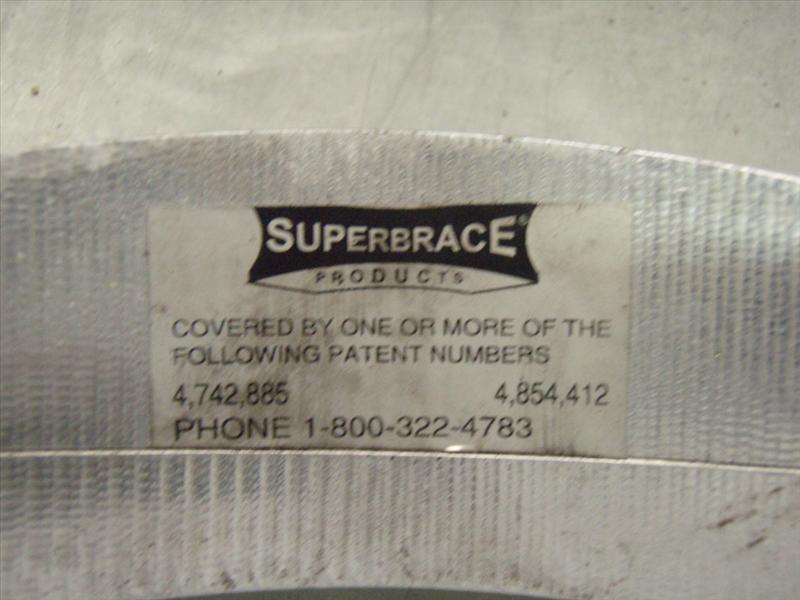 SUPERBRACE®
PRODUCTS
COVERED BY ONE OR MORE OF THE
FOLLOWING PATENT NUMBERS
4,742,885 4,854,412
PHONE 1-800-322-4783